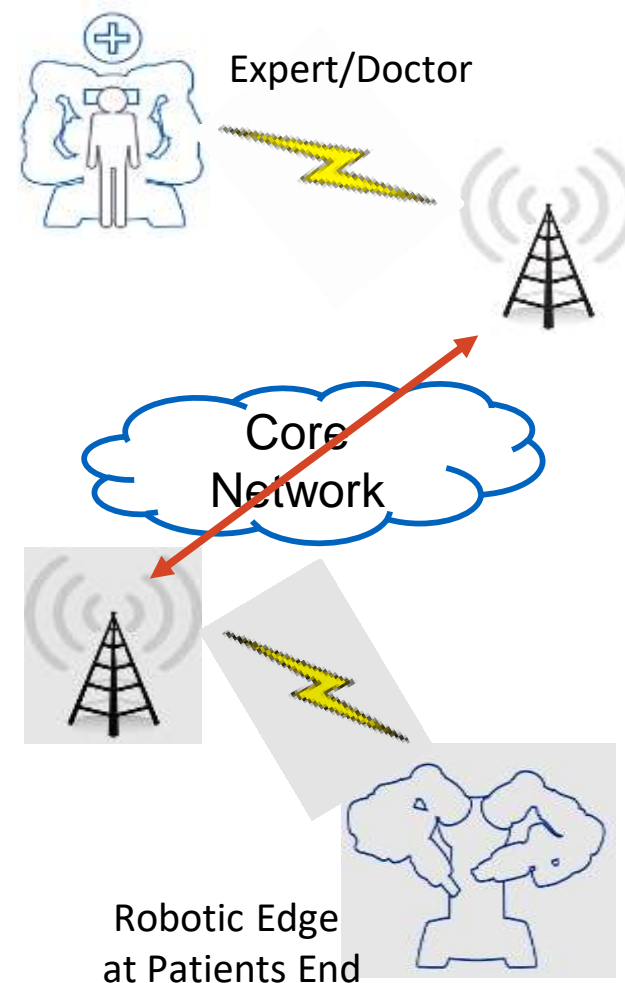 Expert/Doctor
Core
Network
Robotic Edge
at Patients End